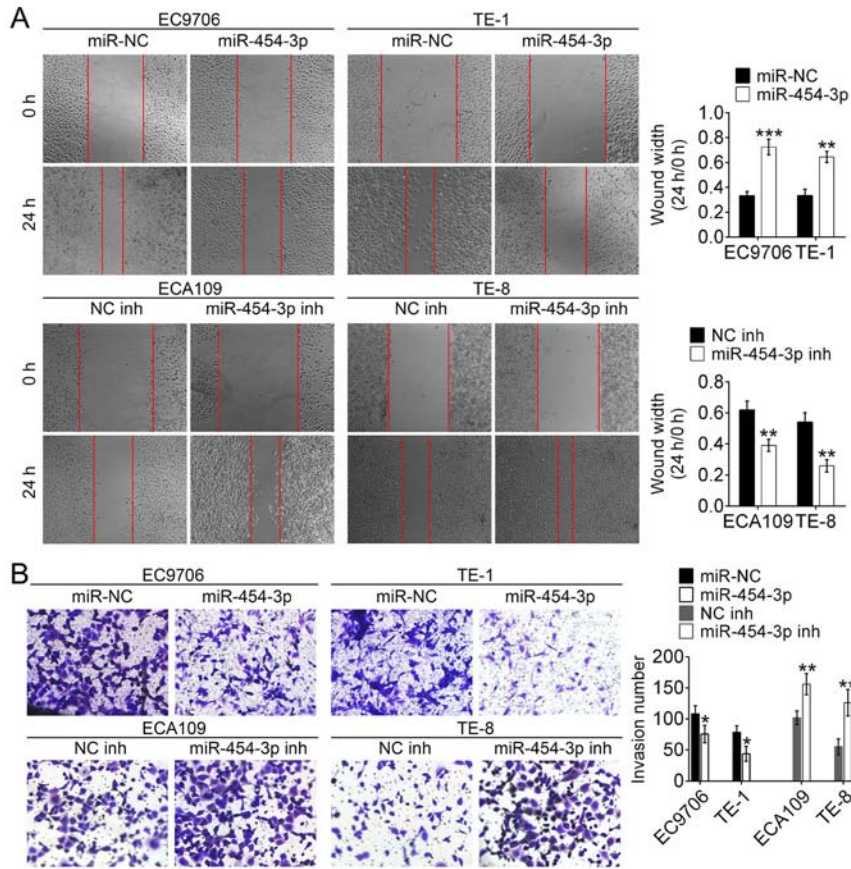 A
EC9706
TE-1
miR-NC
miR-454-3p
miR-NC
miR-454-3p
0 h
24 h
miR-NC
miR-454-3p
1.0
0.8
0.6
0.4
0.2
0.0
Wound width
(24 h/0 h)
***
**
EC9706 TE-1
ECA109
TE-8
NC inh
miR-454-3p inh
NC inh
miR-454-3p inh
0 h
24 h
NC inh
miR-454-3p inh
0.8
0.6
0.4
0.2
0.0
Wound width
(24 h/0 h)
**
**
ECA109 TE-8
B
EC9706
TE-1
miR-NC
miR-454-3p
miR-NC
miR-454-3p
ECA109
TE-8
NC inh
miR-454-3p inh
NC inh
miR-454-3p inh
miR-NC
miR-454-3p
NC inh
miR-454-3p inh
200
150
100
50
0
Invasion number
*
*
**
**
EC9706
TE-1
ECA109
TE-8